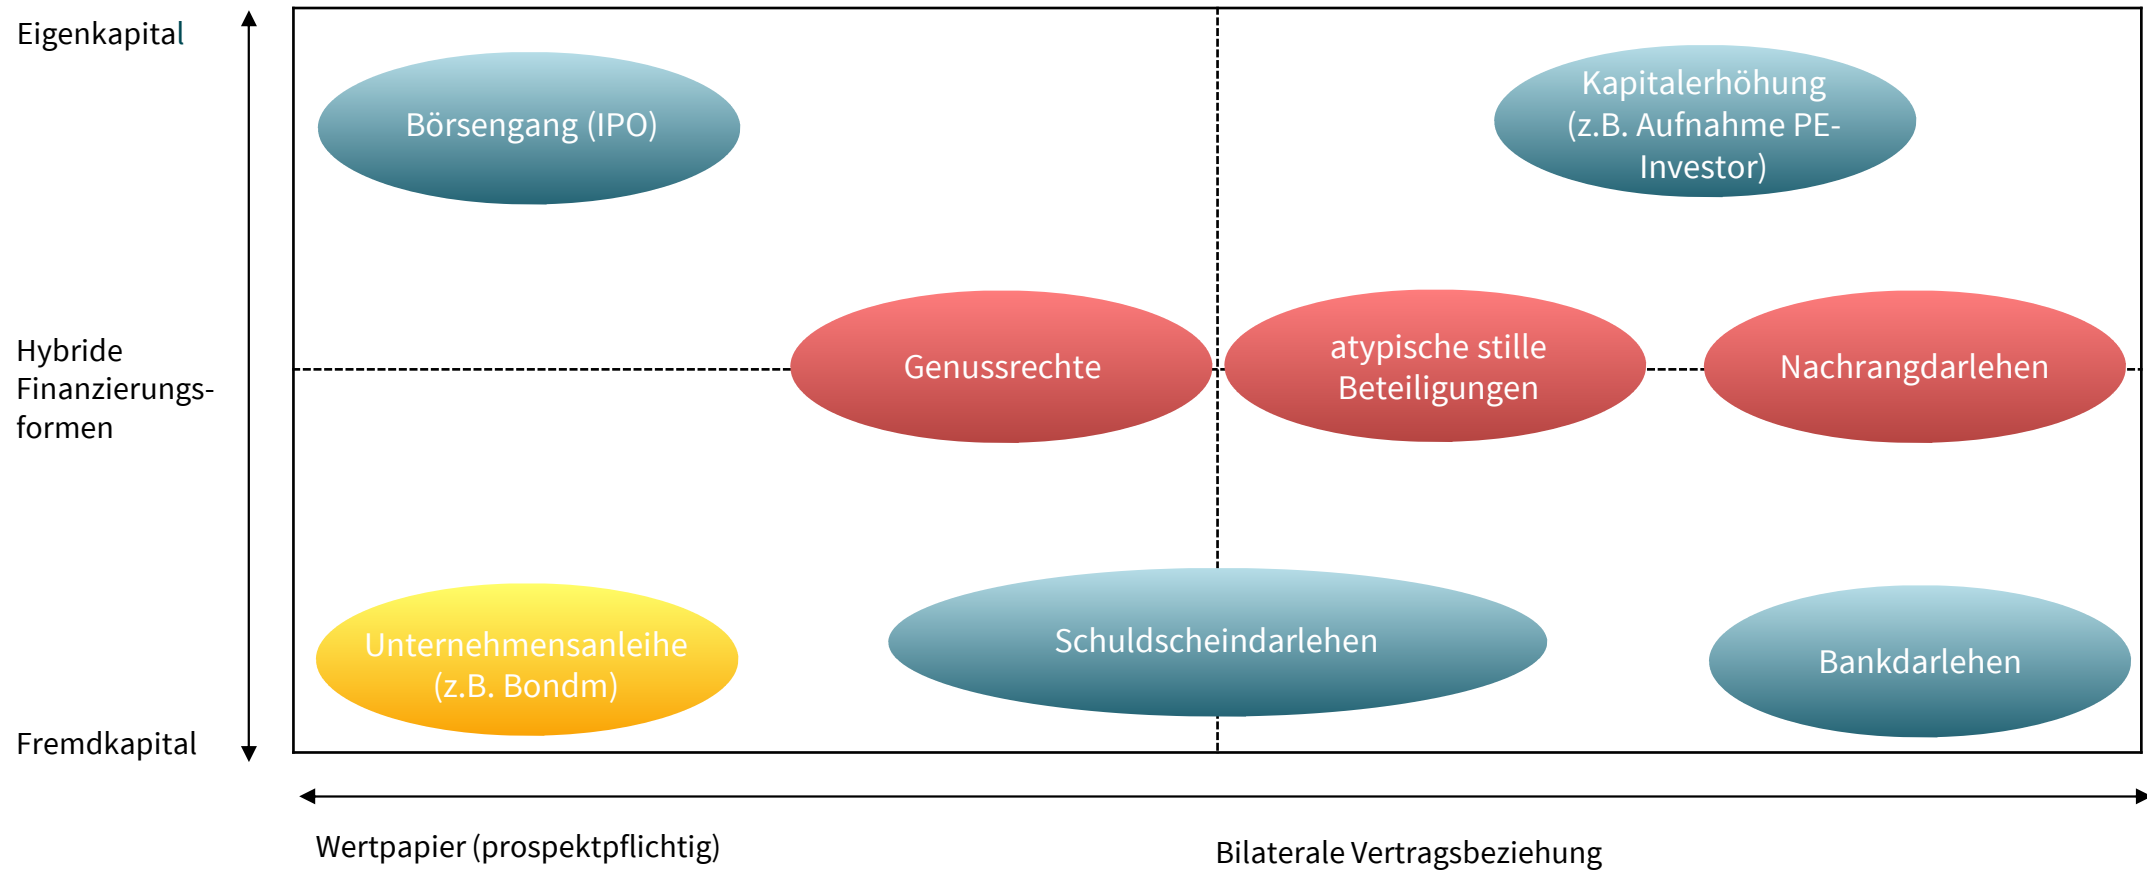 Eigenkapital
Börsengang (IPO)
Kapitalerhöhung
(z.B. Aufnahme PE-
Investor)
Hybride
Finanzierungs-
formen
Genussrechte
atypische stille
Beteiligungen
Nachrangdarlehen
Unternehmensanleihe
(z.B. Bondm)
Schuldscheindarlehen
Bankdarlehen
Fremdkapital
Wertpapier (prospektpflichtig)
Bilaterale Vertragsbeziehung